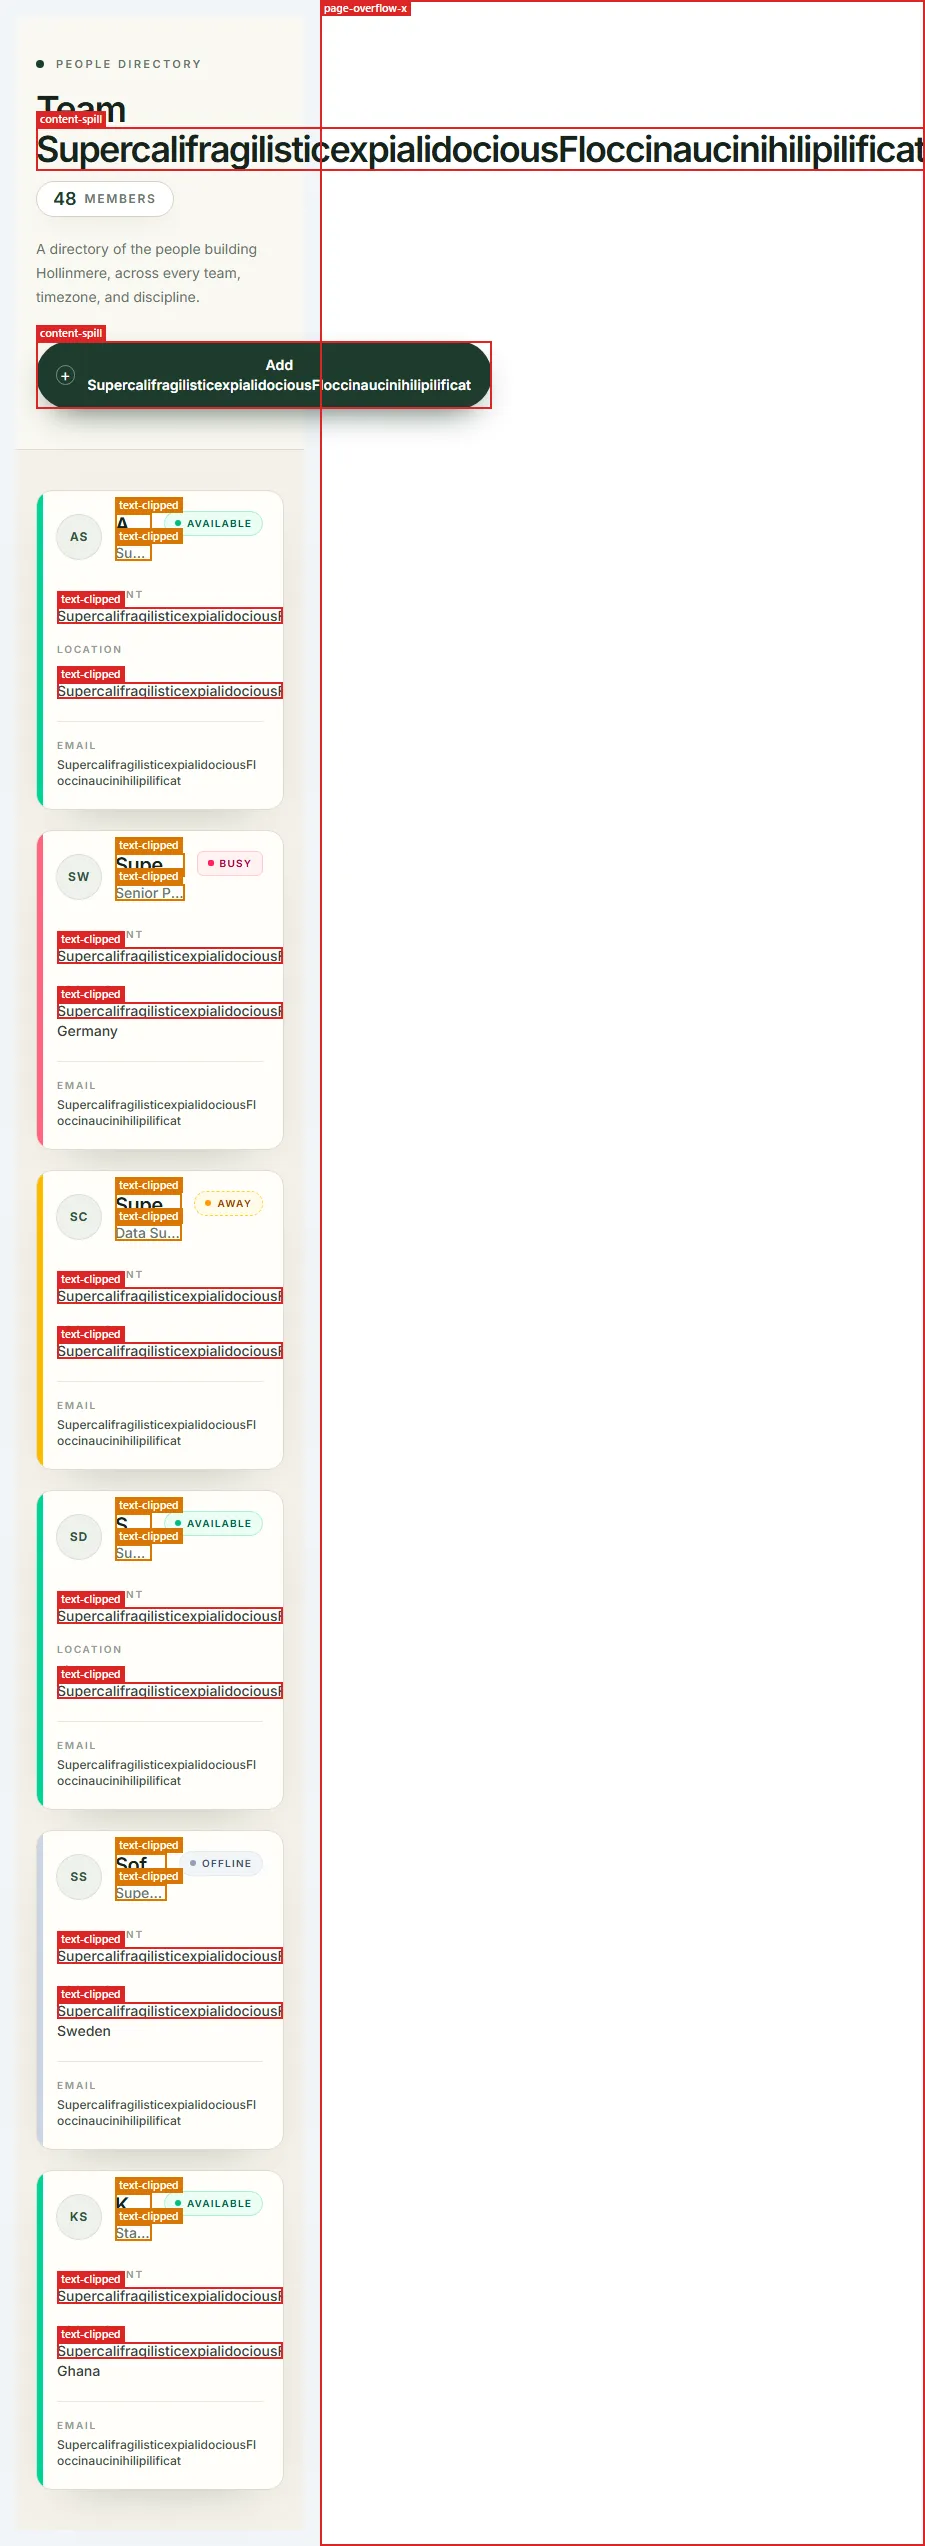 page-overflow-x
PEOPLE DIRECTORY
Team
content-spill
SupercalifragilisticexpialidociousFloccinaucinihilipilificat
48 MEMBERS
A directory of the people building
Hollinmere, across every team,
timezone, and discipline.
content-spill
Add
SupercalifragilisticexpialidociousFloccinaucinihilipilificat
text-clipped
AS
A
AVAILABLE
text-clipped
Su...
text-clipped
NT
SupercalifragilisticexpialidociousF
LOCATION
text-clipped
SupercalifragilisticexpialidociousF
EMAIL
SupercalifragilisticexpialidociousFl
occinaucinihilipilificat
text-clipped
SW
Supe
BUSY
text-clipped
Senior P...
text-clipped
NT
SupercalifragilisticexpialidociousF
text-clipped
SupercalifragilisticexpialidociousF
Germany
EMAIL
SupercalifragilisticexpialidociousFl
occinaucinihilipilificat
text-clipped
SC
Supe
AWAY
text-clipped
Data Su...
text-clipped
NT
SupercalifragilisticexpialidociousF
text-clipped
SupercalifragilisticexpialidociousF
EMAIL
SupercalifragilisticexpialidociousFl
occinaucinihilipilificat
text-clipped
SD
S
AVAILABLE
text-clipped
Su...
text-clipped
NT
SupercalifragilisticexpialidociousF
LOCATION
text-clipped
SupercalifragilisticexpialidociousF
EMAIL
SupercalifragilisticexpialidociousFl
occinaucinihilipilificat
text-clipped
SS
Sof
OFFLINE
text-clipped
Supe...
text-clipped
NT
SupercalifragilisticexpialidociousF
text-clipped
SupercalifragilisticexpialidociousF
Sweden
EMAIL
SupercalifragilisticexpialidociousFl
occinaucinihilipilificat
text-clipped
KS
K
AVAILABLE
text-clipped
Sta...
text-clipped
NT
SupercalifragilisticexpialidociousF
text-clipped
SupercalifragilisticexpialidociousF
Ghana
EMAIL
SupercalifragilisticexpialidociousFl
occinaucinihilipilificat